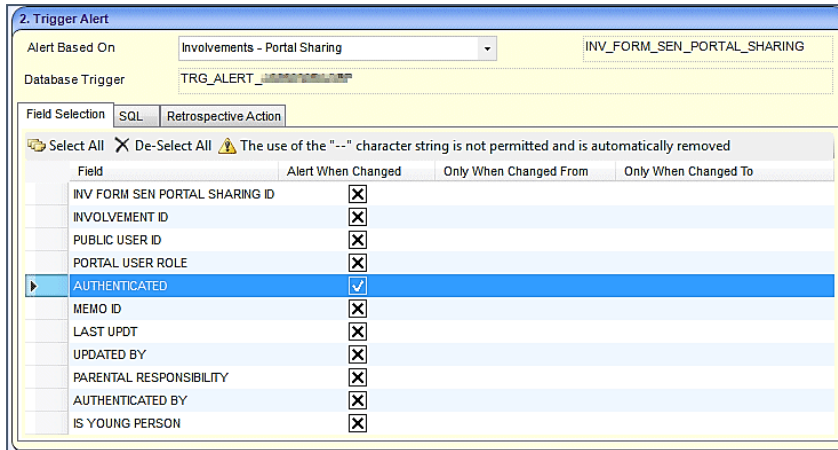 2. Trigger Alert
Alert Based On Involvements - Portal Sharing INV_FORM_SEN_PORTAL_SHARING
Database Trigger TRG_ALERT_
Field Selection SQL Retrospective Action
Select All De-Select All The use of the "--" character string is not permitted and is automatically removed
Field Alert When Changed Only When Changed From Only When Changed To
INV FORM SEN PORTAL SHARING ID
INVOLVEMENT ID
PUBLIC USER ID
PORTAL USER ROLE
AUTHENTICATED
MEMO ID
LAST UPDT
UPDATED BY
PARENTAL RESPONSIBILITY
AUTHENTICATED BY
IS YOUNG PERSON